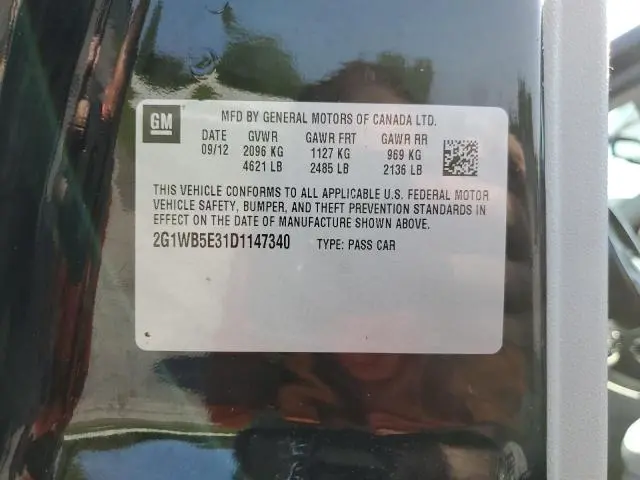 GM
MFD BY GENERAL MOTORS OF CANADA LTD.
DATE GVWR GAWR FRT GAWR RR
09/12 2096 KG 1127 KG 969 KG
4621 LB 2485 LB 2136 LB
THIS VEHICLE CONFORMS TO ALL APPLICABLE U.S. FEDERAL MOTOR
VEHICLE SAFETY, BUMPER, AND THEFT PREVENTION STANDARDS IN
EFFECT ON THE DATE OF MANUFACTURE SHOWN ABOVE.
2G1WB5E31D1147340 TYPE: PASS CAR